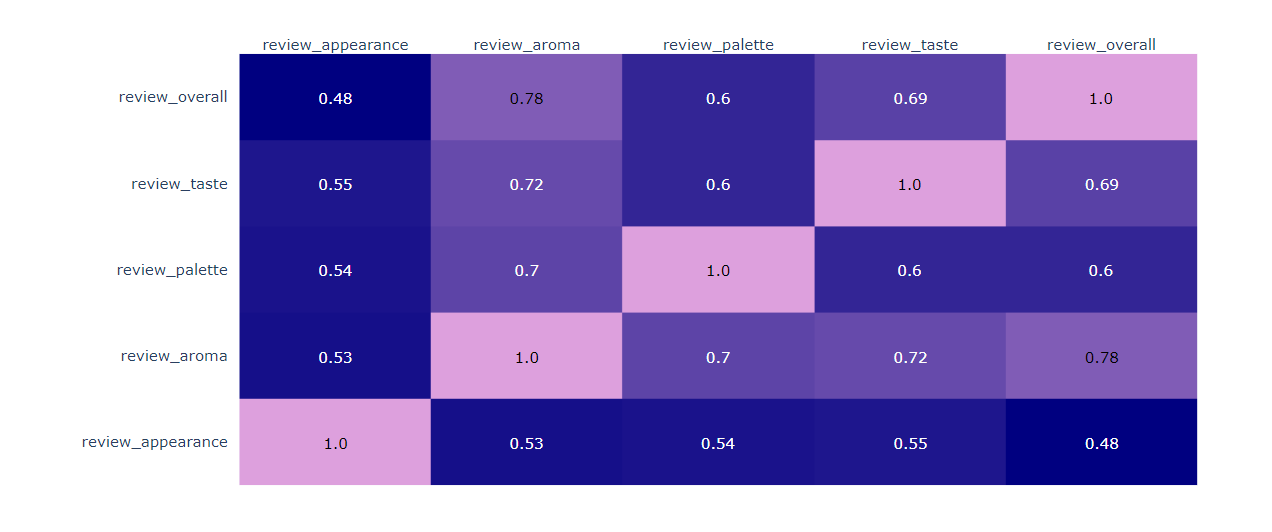 review_appearance review_aroma review_palette review_taste review_overall
review_overall 0.48 0.78 0.6 0.69 1.0
review_taste 0.55 0.72 0.6 1.0 0.69
review_palette 0.54 0.7 1.0 0.6 0.6
review_aroma 0.53 1.0 0.7 0.72 0.78
review_appearance 1.0 0.53 0.54 0.55 0.48